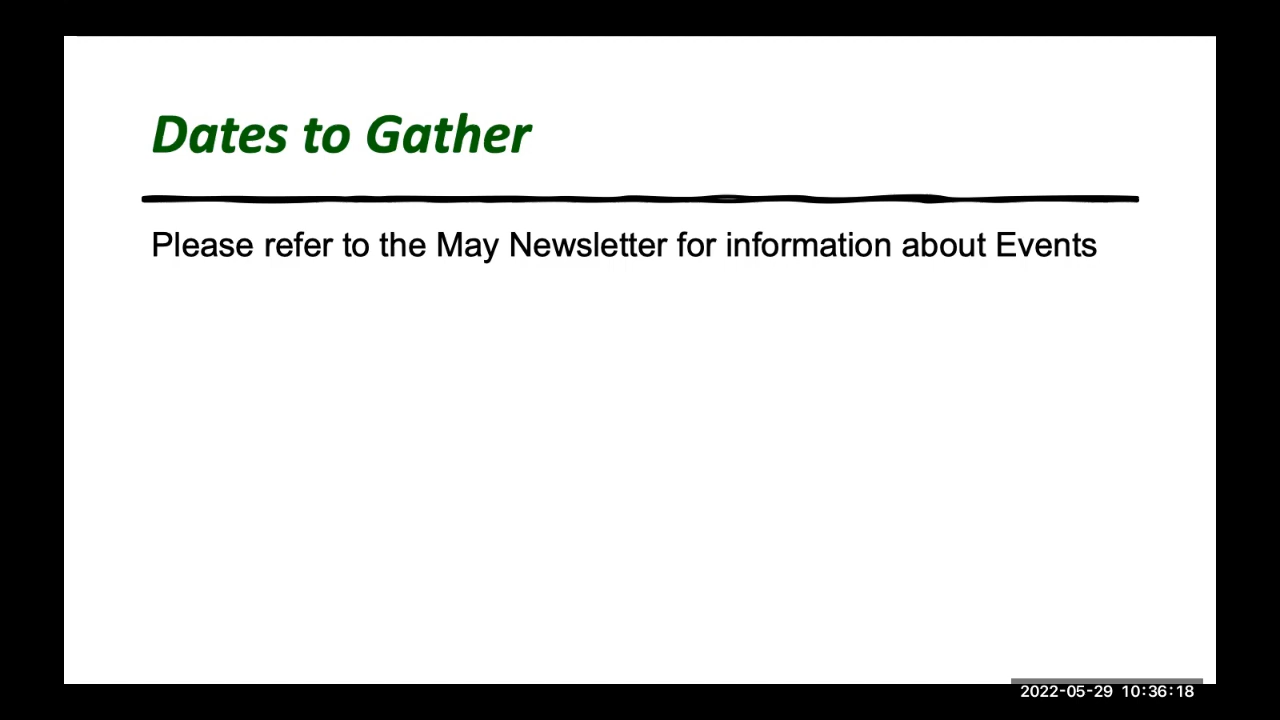 Dates to Gather
Please refer to the May Newsletter for information about Events
2022-05-29 10:36:18